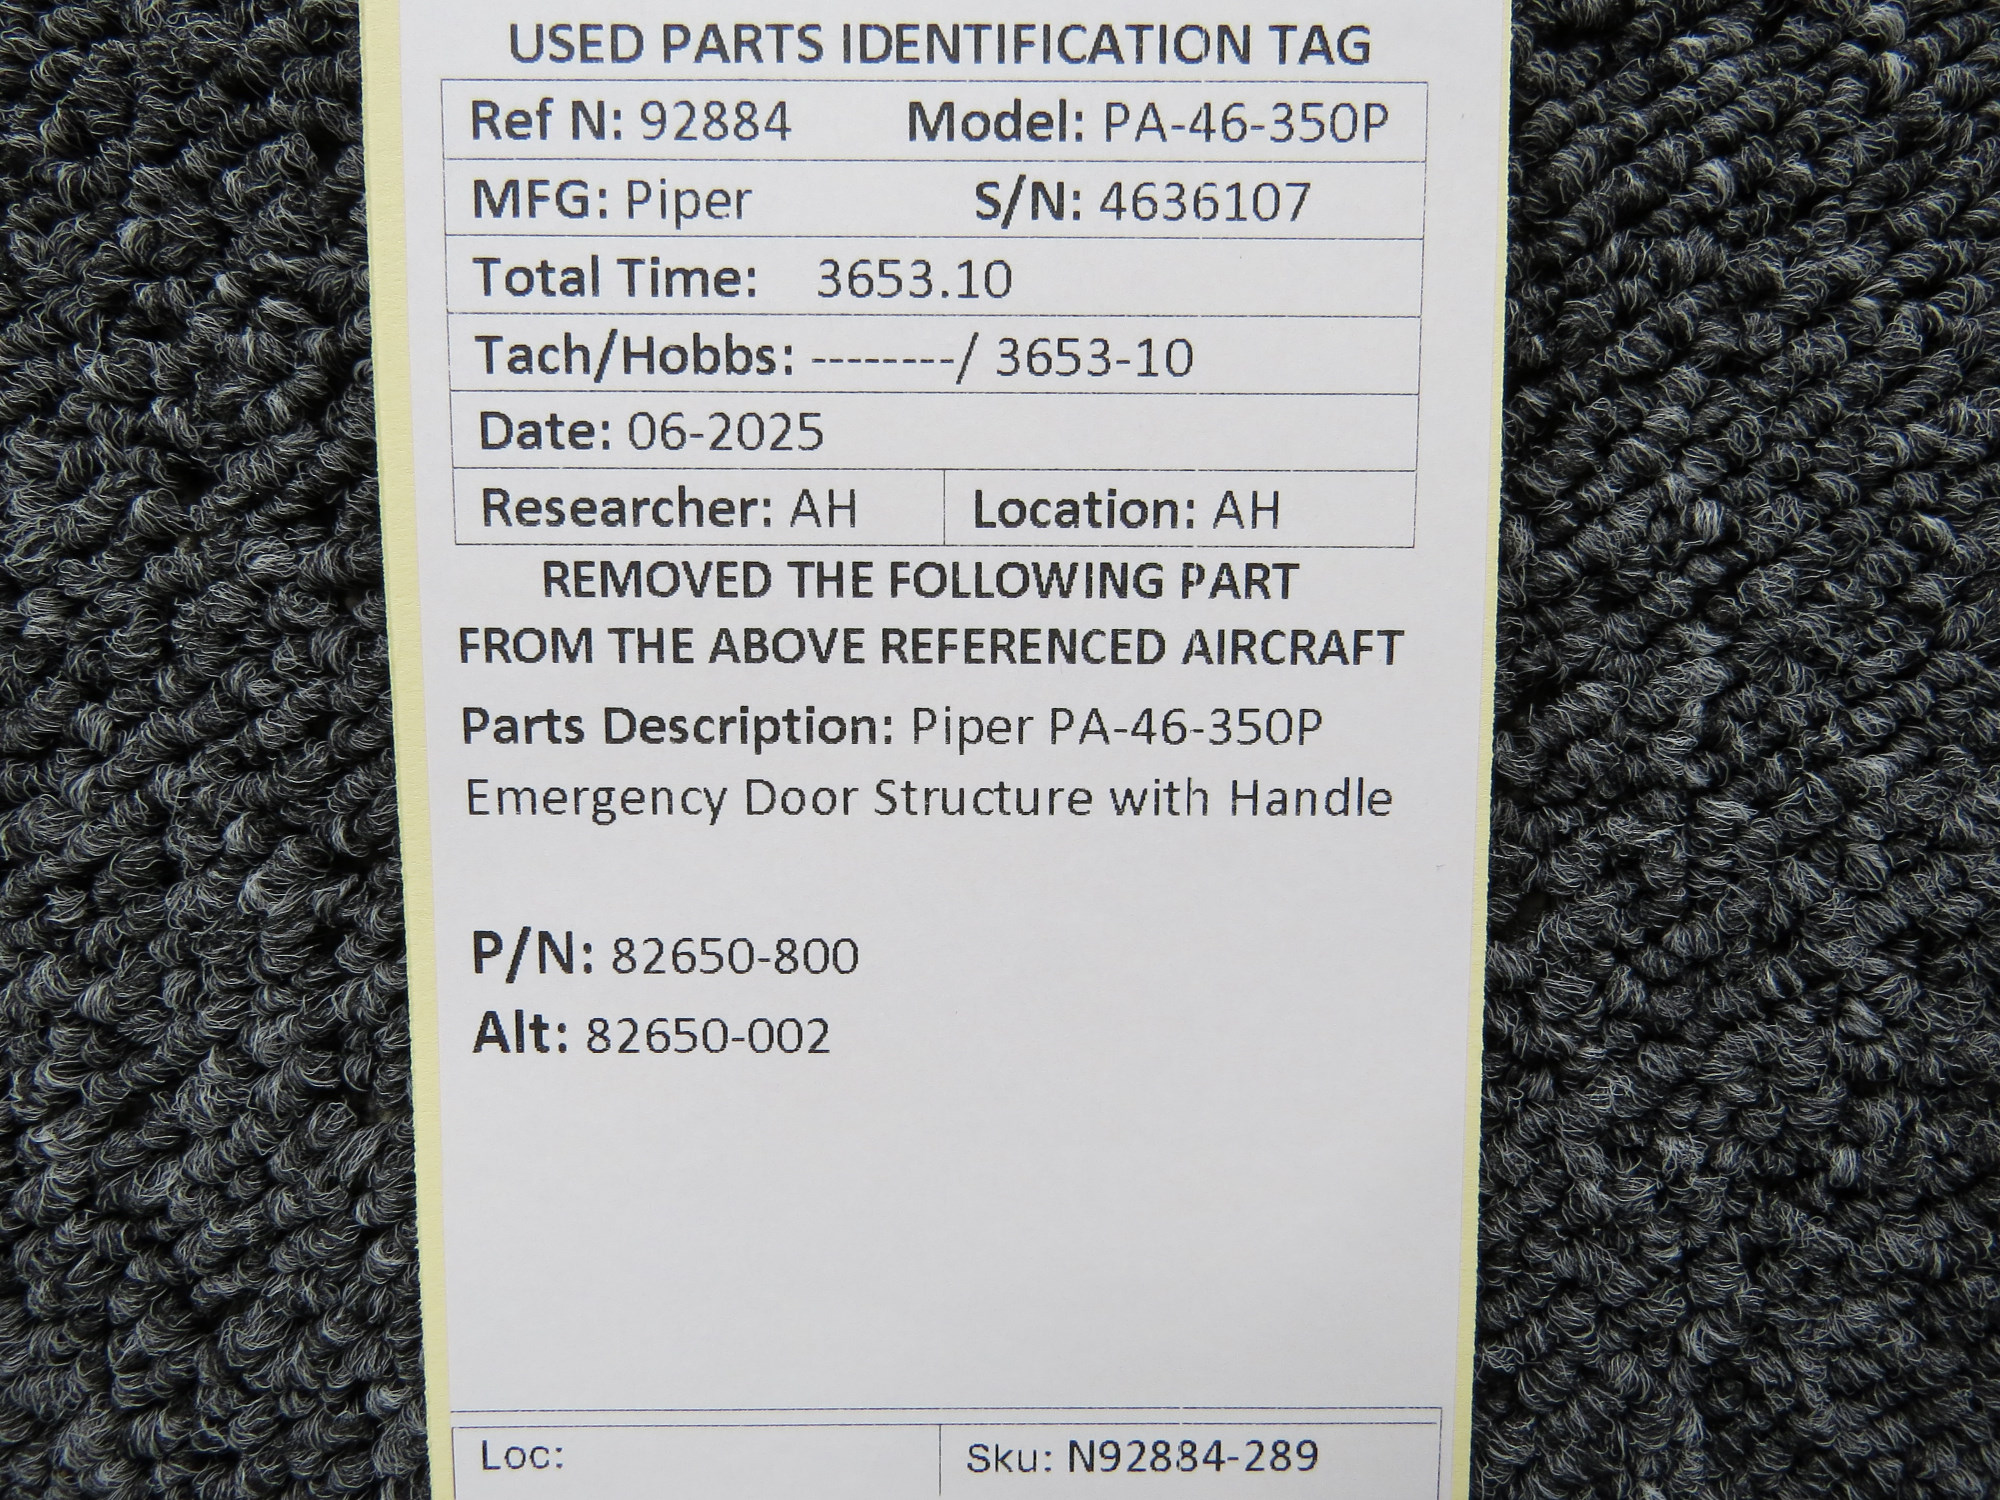 USED PARTS IDENTIFICATION TAG
Ref N: 92884 Model: PA-46-350P
MFG: Piper S/N: 4636107
Total Time: 3653.10
Tach/Hobbs: --------/ 3653-10
Date: 06-2025
Researcher: AH Location: AH
REMOVED THE FOLLOWING PART
FROM THE ABOVE REFERENCED AIRCRAFT
Parts Description: Piper PA-46-350P
Emergency Door Structure with Handle
P/N: 82650-800
Alt: 82650-002
Loc: Sku: N92884-289